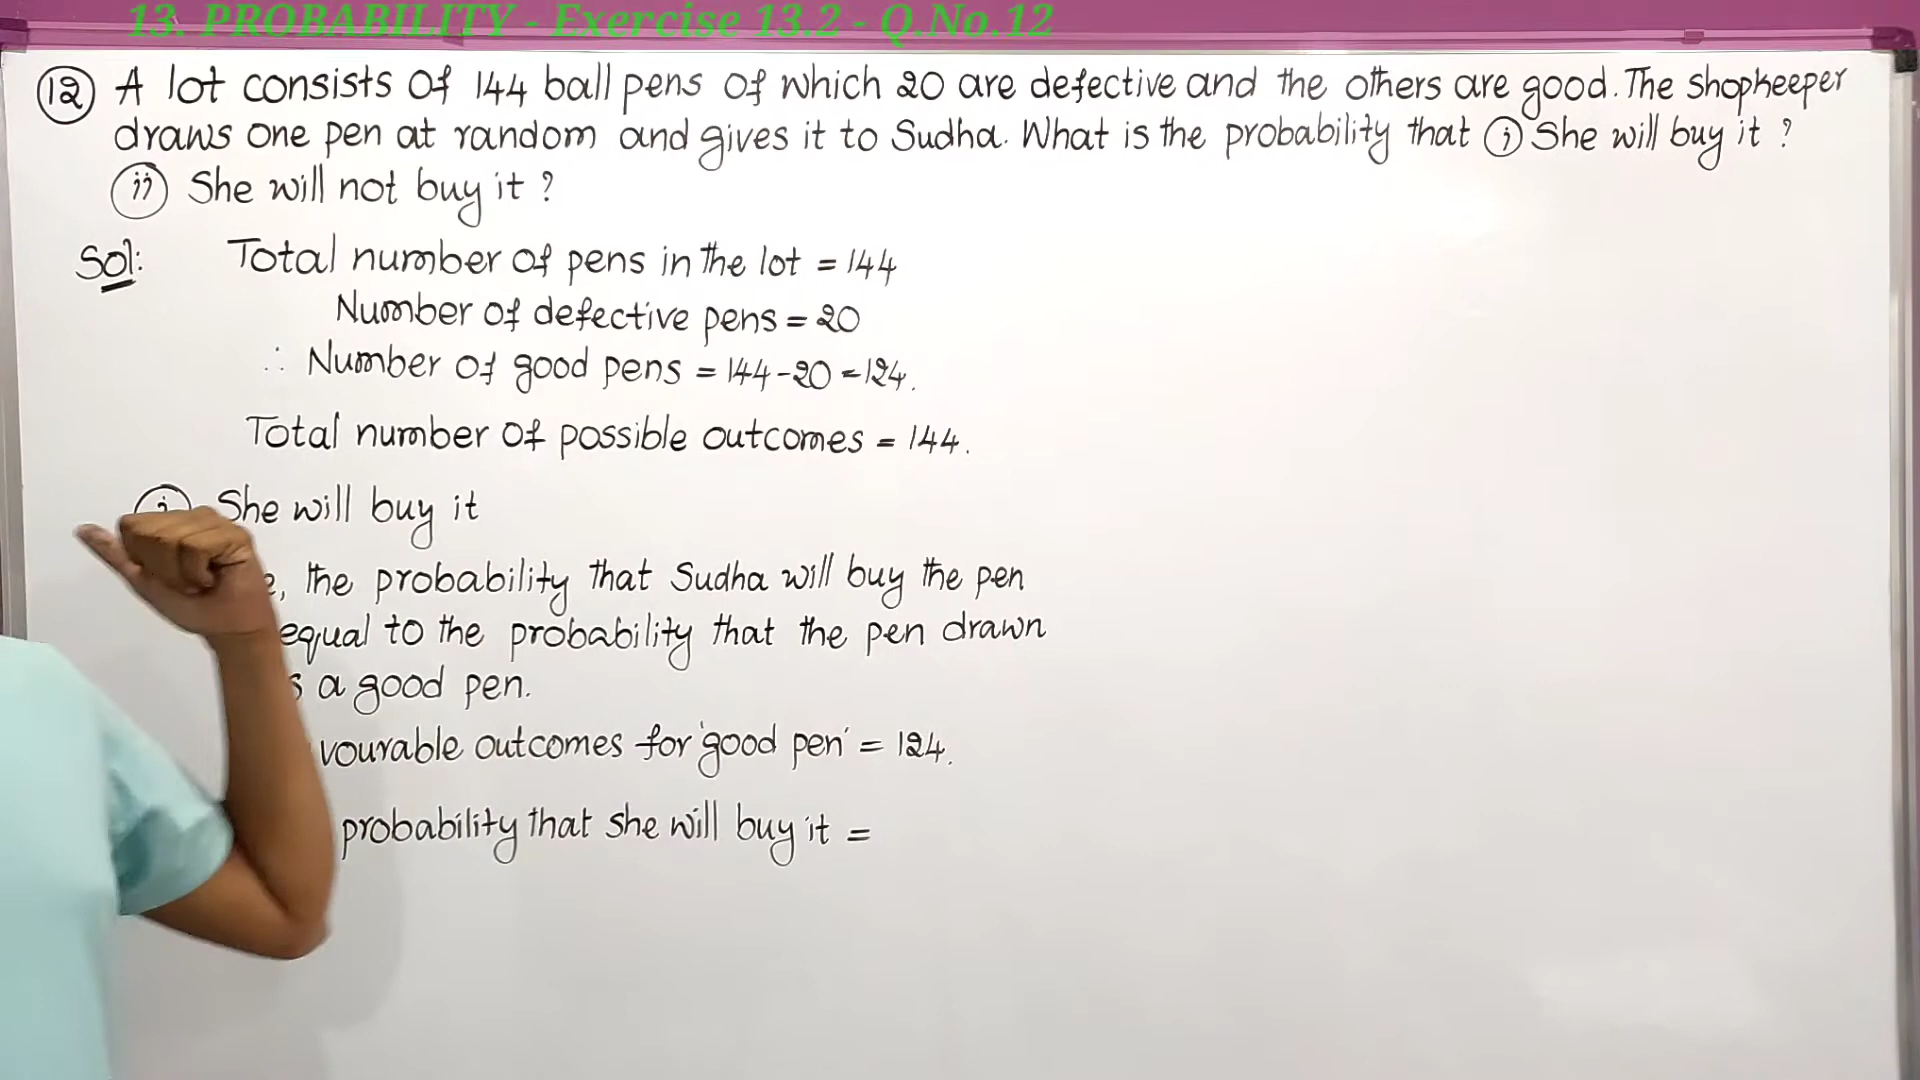 13. PROBABILITY - Exercise 13.2 - Q.No.12
12 A lot consists of 144 ball pens of which 20 are defective and the others are good. The shopkeeper
draws one pen at random and gives it to Sudha. What is the probability that (i) She will buy it ?
(ii) She will not buy it ?
Sol: Total number of pens in the lot = 144
Number of defective pens = 20
∴ Number of good pens = 144-20 = 124.
Total number of possible outcomes = 144.
She will buy it
the probability that Sudha will buy the pen
equal to the probability that the pen drawn
a good pen.
vourable outcomes for 'good pen' = 124.
probability that she will buy it =